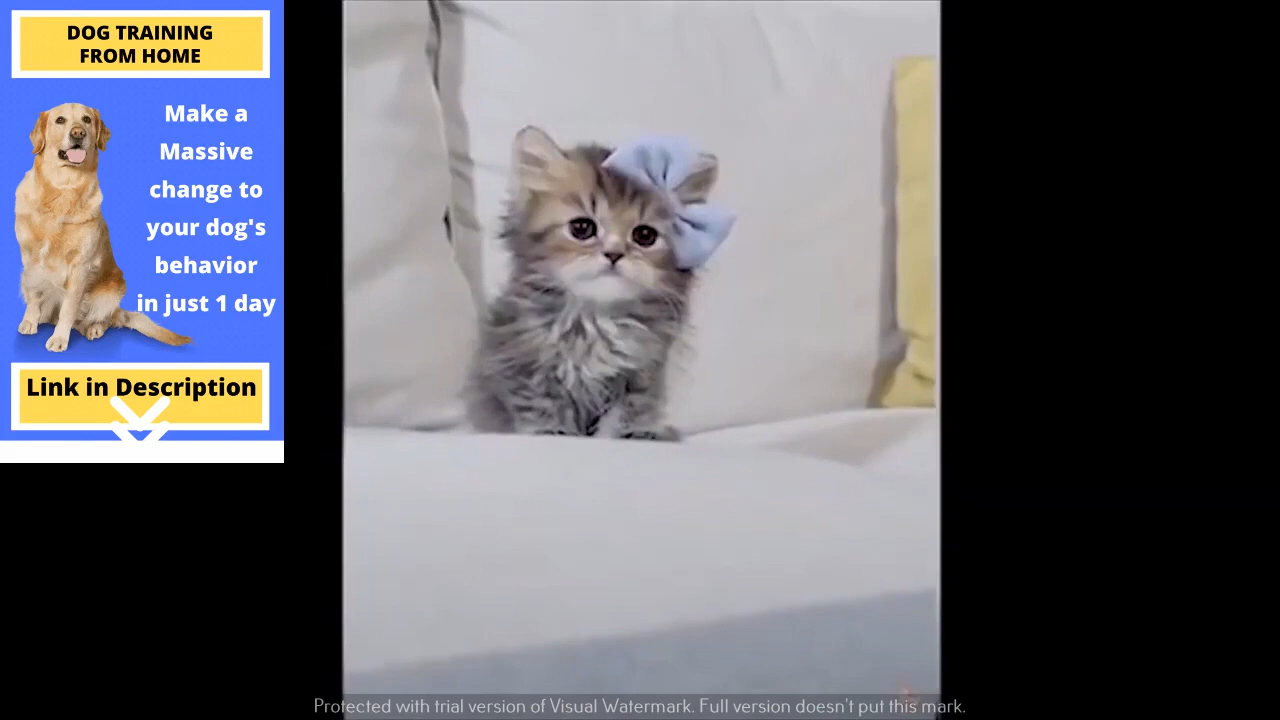 DOG TRAINING
FROM HOME
Make a
Massive
change to
your dog's
behavior
in just 1 day
Link in Description
Protected with trial version of Visual Watermark. Full version doesn't put this mark.